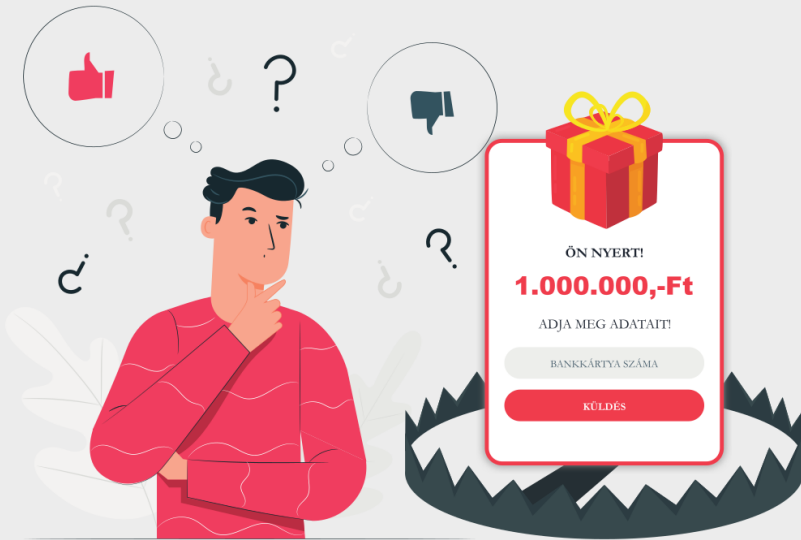 ÖN NYERT!
1.000.000,-Ft
ADJA MEG ADATAIT!
BANKKÁRTYA SZÁMA
KÜLDÉS